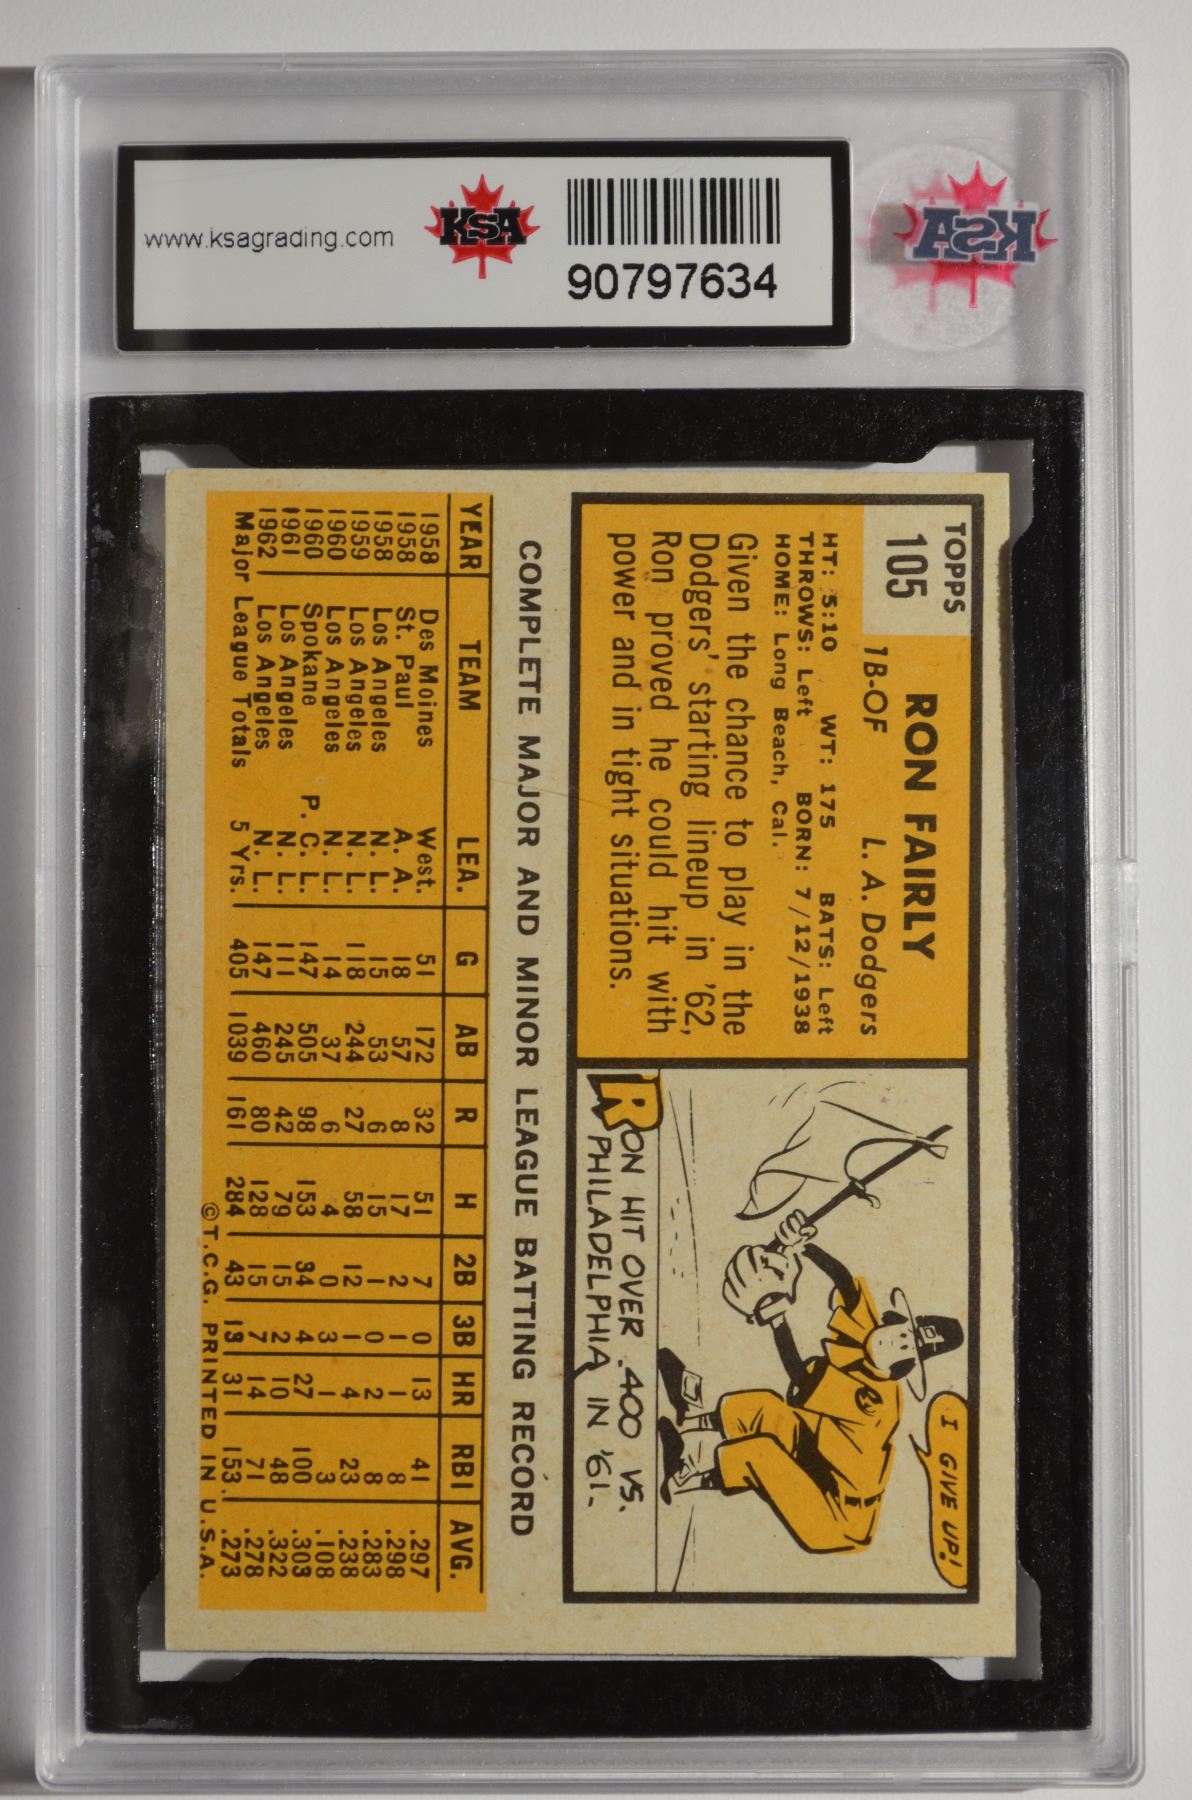 www.ksagrading.com
KSA
90797634
KSA
TOPPS
105
RON FAIRLY
1B-OF L. A. Dodgers
HT: 5:10 WT: 175 BATS: Left
THROWS: Left BORN: 7/12/1938
HOME: Long Beach, Cal.
Given the chance to play in the
Dodgers' starting lineup in '62,
Ron proved he could hit with
power and in tight situations.
I GIVE UP!
RON HIT OVER .400 VS.
PHILADELPHIA IN '61.
COMPLETE MAJOR AND MINOR LEAGUE BATTING RECORD
YEAR TEAM LEA. G AB R H 2B 3B HR RBI AVG.
1958 Des Moines West. 51 172 32 51 7 0 13 41 .297
1958 St. Paul A. A. 18 57 8 17 2 1 1 8 .298
1958 Los Angeles N. L. 15 53 6 15 1 0 2 8 .283
1959 Los Angeles N. L. 118 244 27 58 12 1 4 23 .238
1960 Los Angeles N. L. 14 37 6 4 0 3 1 3 .108
1960 Spokane P. C. L. 147 505 98 153 34 4 27 100 .303
1961 Los Angeles N. L. 111 245 42 79 15 2 10 48 .322
1962 Los Angeles N. L. 147 460 80 128 15 7 14 71 .278
Major League Totals 5 Yrs. 405 1039 161 284 43 13 31 153 .273
©T.C.G. PRINTED IN U.S.A.